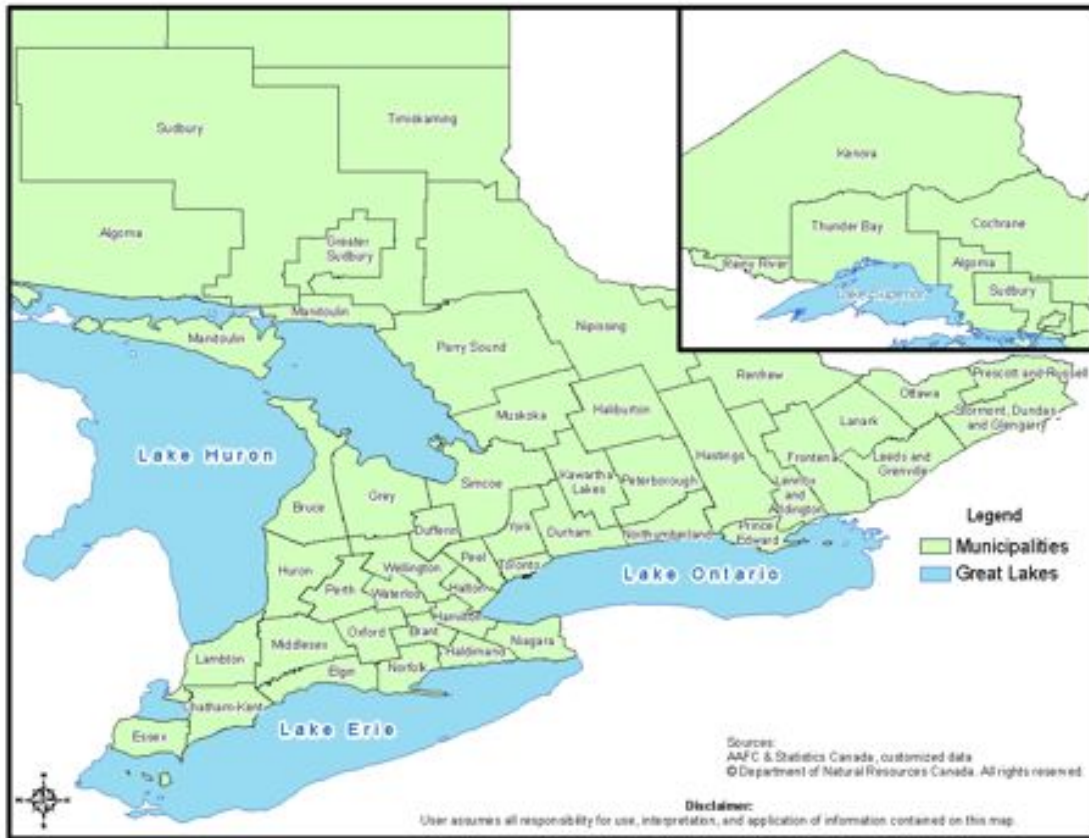 Sudbury
Timiskaming
Algoma
Greater
Sudbury
Manitoulin
Manitoulin
Nipissing
Parry Sound
Muskoka
Haliburton
Renfrew
Ottawa
Prescott and Russell
Stormont, Dundas
and Glengarry
Lanark
Leeds and
Grenville
Frontena
Lennox
and
Addington
Hastings
Prince
Edward
Kawartha
Lakes
Peterborough
Northumberland
Simcoe
York
Durham
Grey
Bruce
Dufferin
Peel
Toronto
Wellington
Halton
Huron
Perth
Waterloo
Hamilton
Oxford
Brant
Niagara
Middlesex
Haldimand
Lambton
Elgin
Norfolk
Chatham-Kent
Essex
Lake Huron
Lake Ontario
Lake Erie
Kenora
Thunder Bay
Cochrane
Rainy River
Algoma
Sudbury
Lake Superior
Legend
Municipalities
Great Lakes
Sources:
AAFC & Statistics Canada, customized data
© Department of Natural Resources Canada. All rights reserved.
Disclaimer:
User assumes all responsibility for use, interpretation, and application of information contained on this map.